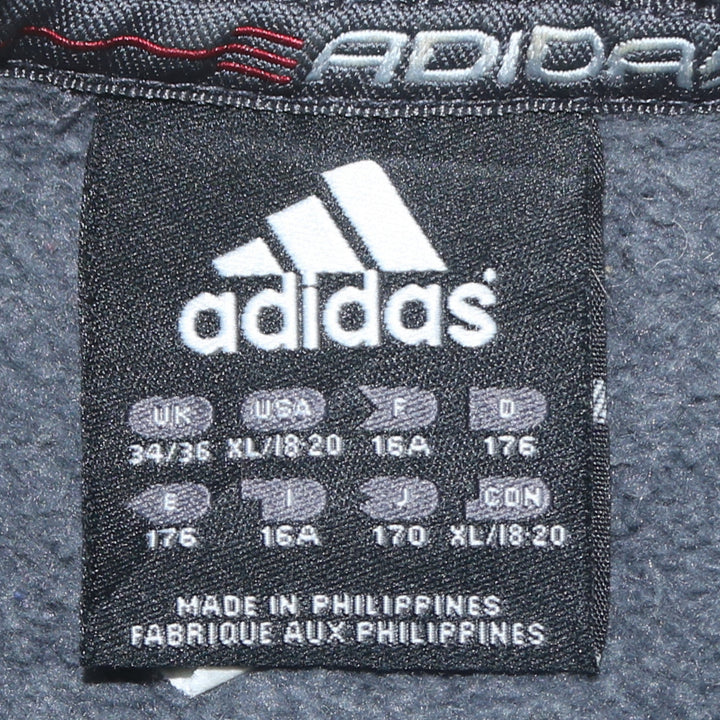 ADIDA
adidas
UK USA F D
34/36 XL/18-20 16A 176
E I J CDN
176 16A 170 XL/18-20
MADE IN PHILIPPINES
FABRIQUE AUX PHILIPPINES